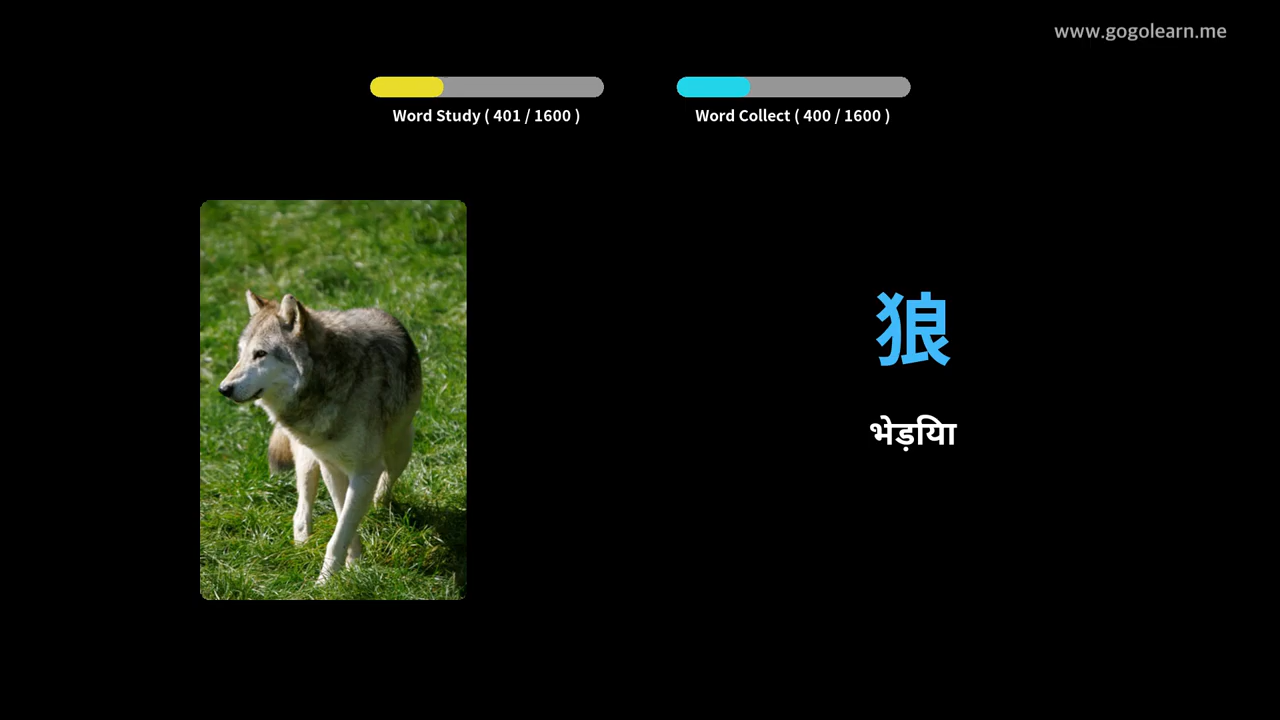 www.gogolearn.me
Word Study ( 401 / 1600 )
Word Collect ( 400 / 1600 )
狼
भेड़िया